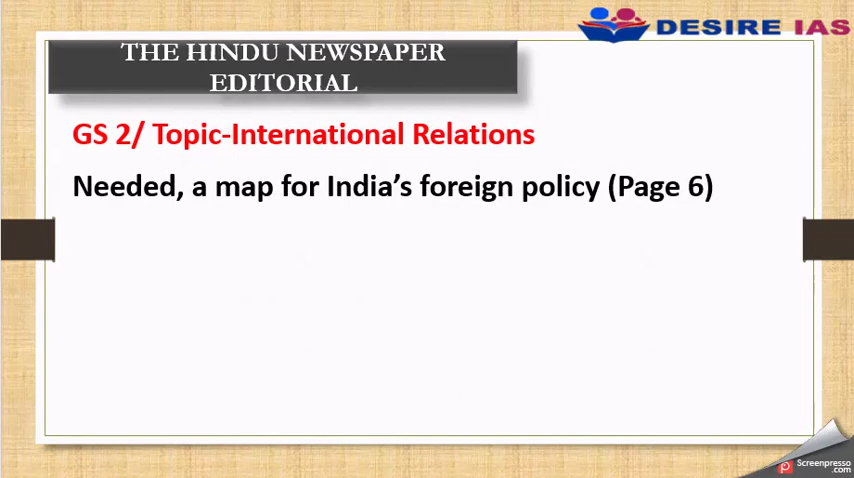 DESIRE IAS
THE HINDU NEWSPAPER
EDITORIAL
GS 2/ Topic-International Relations
Needed, a map for India’s foreign policy (Page 6)
Screenpresso
.com